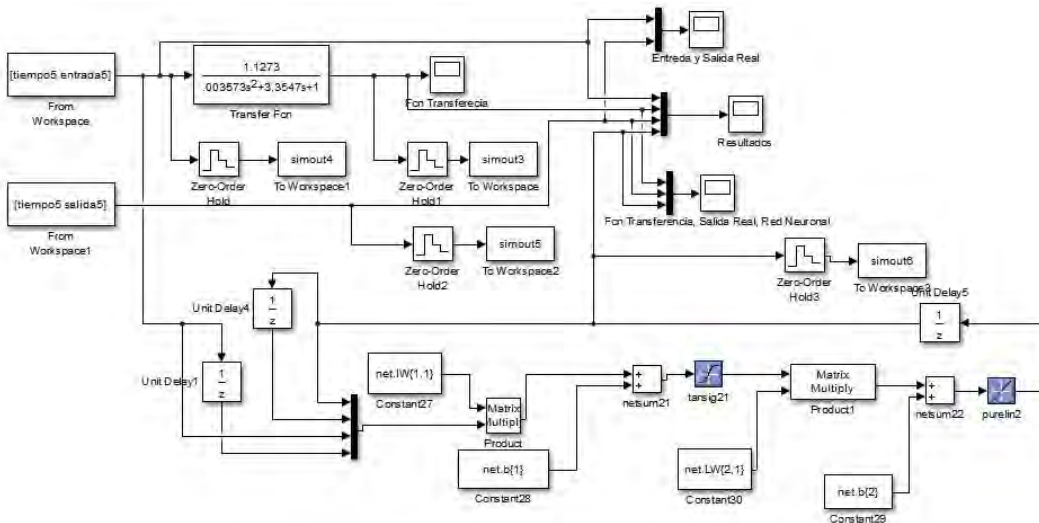 [tiempo5 entrada5]
From
Workspace
1.1273
.003573s²+3.3547s+1
Transfer Fcn
Fcn Transferecia
Entreda y Salida Real
Resultados
Zero-Order
Hold
simout4
To Workspace1
Zero-Order
Hold1
simout3
To Workspace
[tiempo5 salida5]
From
Workspace1
Fcn Transferencia, Salida Real, Red Neuronal
Zero-Order
Hold2
simout5
To Workspace2
Zero-Order
Hold3
simout6
To Workspace3
Unit Delay4
1
z
Unit Delay5
1
z
Unit Delay1
1
z
net.IW{1,1}
Constant27
Matrix
Multipl
Product
net.b{1}
Constant28
+
+
netsum21
tansig21
net.LW{2,1}
Constant30
Matrix
Multiply
Product1
net.b{2}
Constant29
+
+
netsum22
purelin2